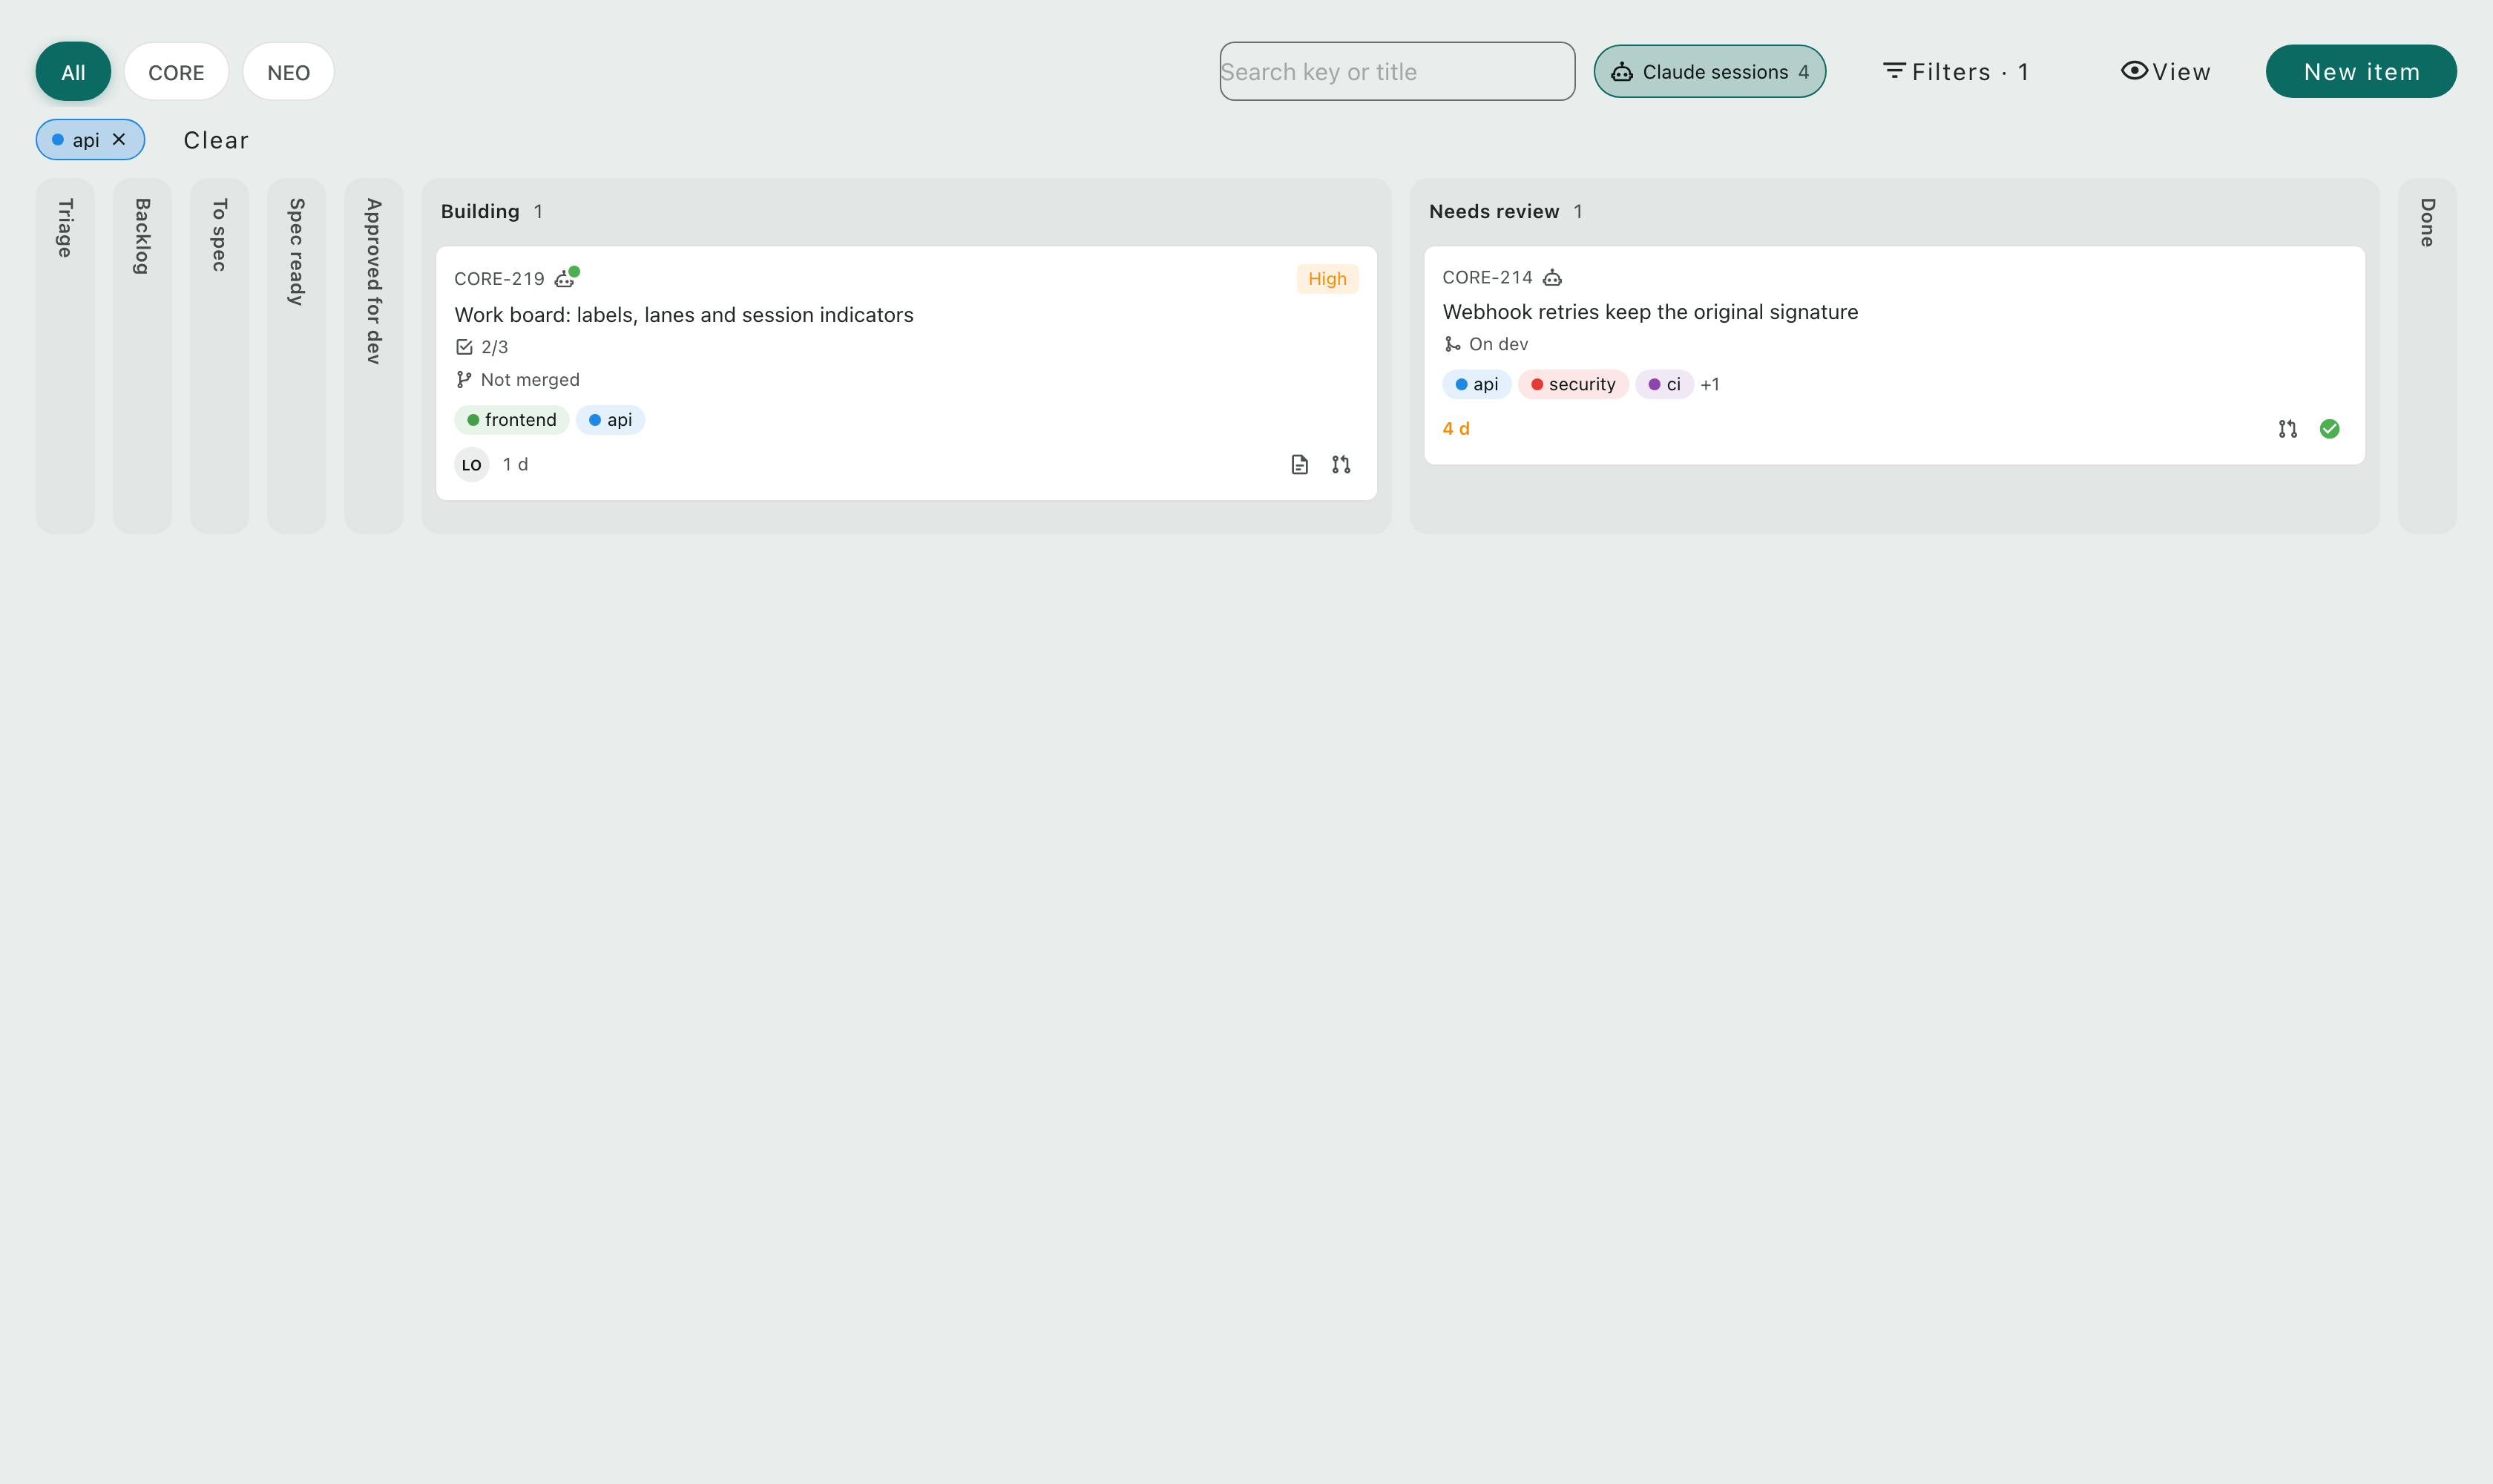 All CORE NEO Search key or title Claude sessions 4 Filters · 1 View New item
api Clear
Triage
Backlog
To spec
Spec ready
Approved for dev
Building 1
CORE-219 High
Work board: labels, lanes and session indicators
2/3
Not merged
frontend api
LO 1 d
Needs review 1
CORE-214
Webhook retries keep the original signature
On dev
api security ci +1
4 d
Done